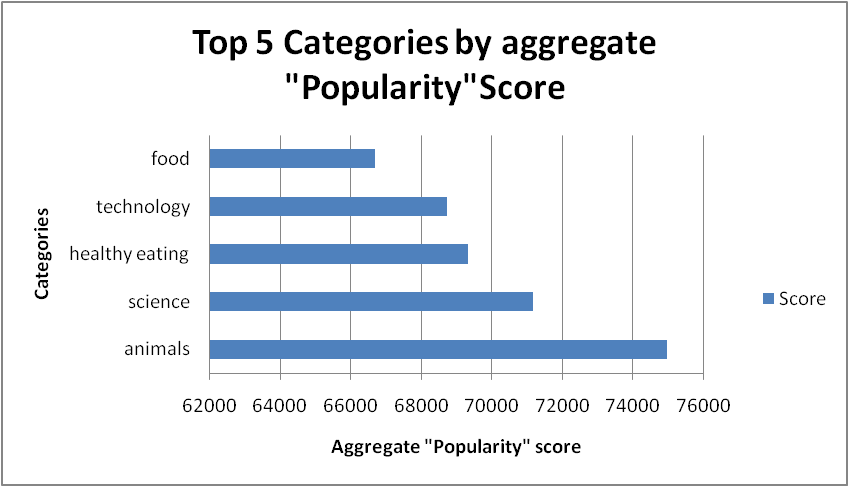 Top 5 Categories by aggregate
"Popularity"Score
Categories
food
technology
healthy eating
science
animals
Score
62000 64000 66000 68000 70000 72000 74000 76000
Aggregate "Popularity" score